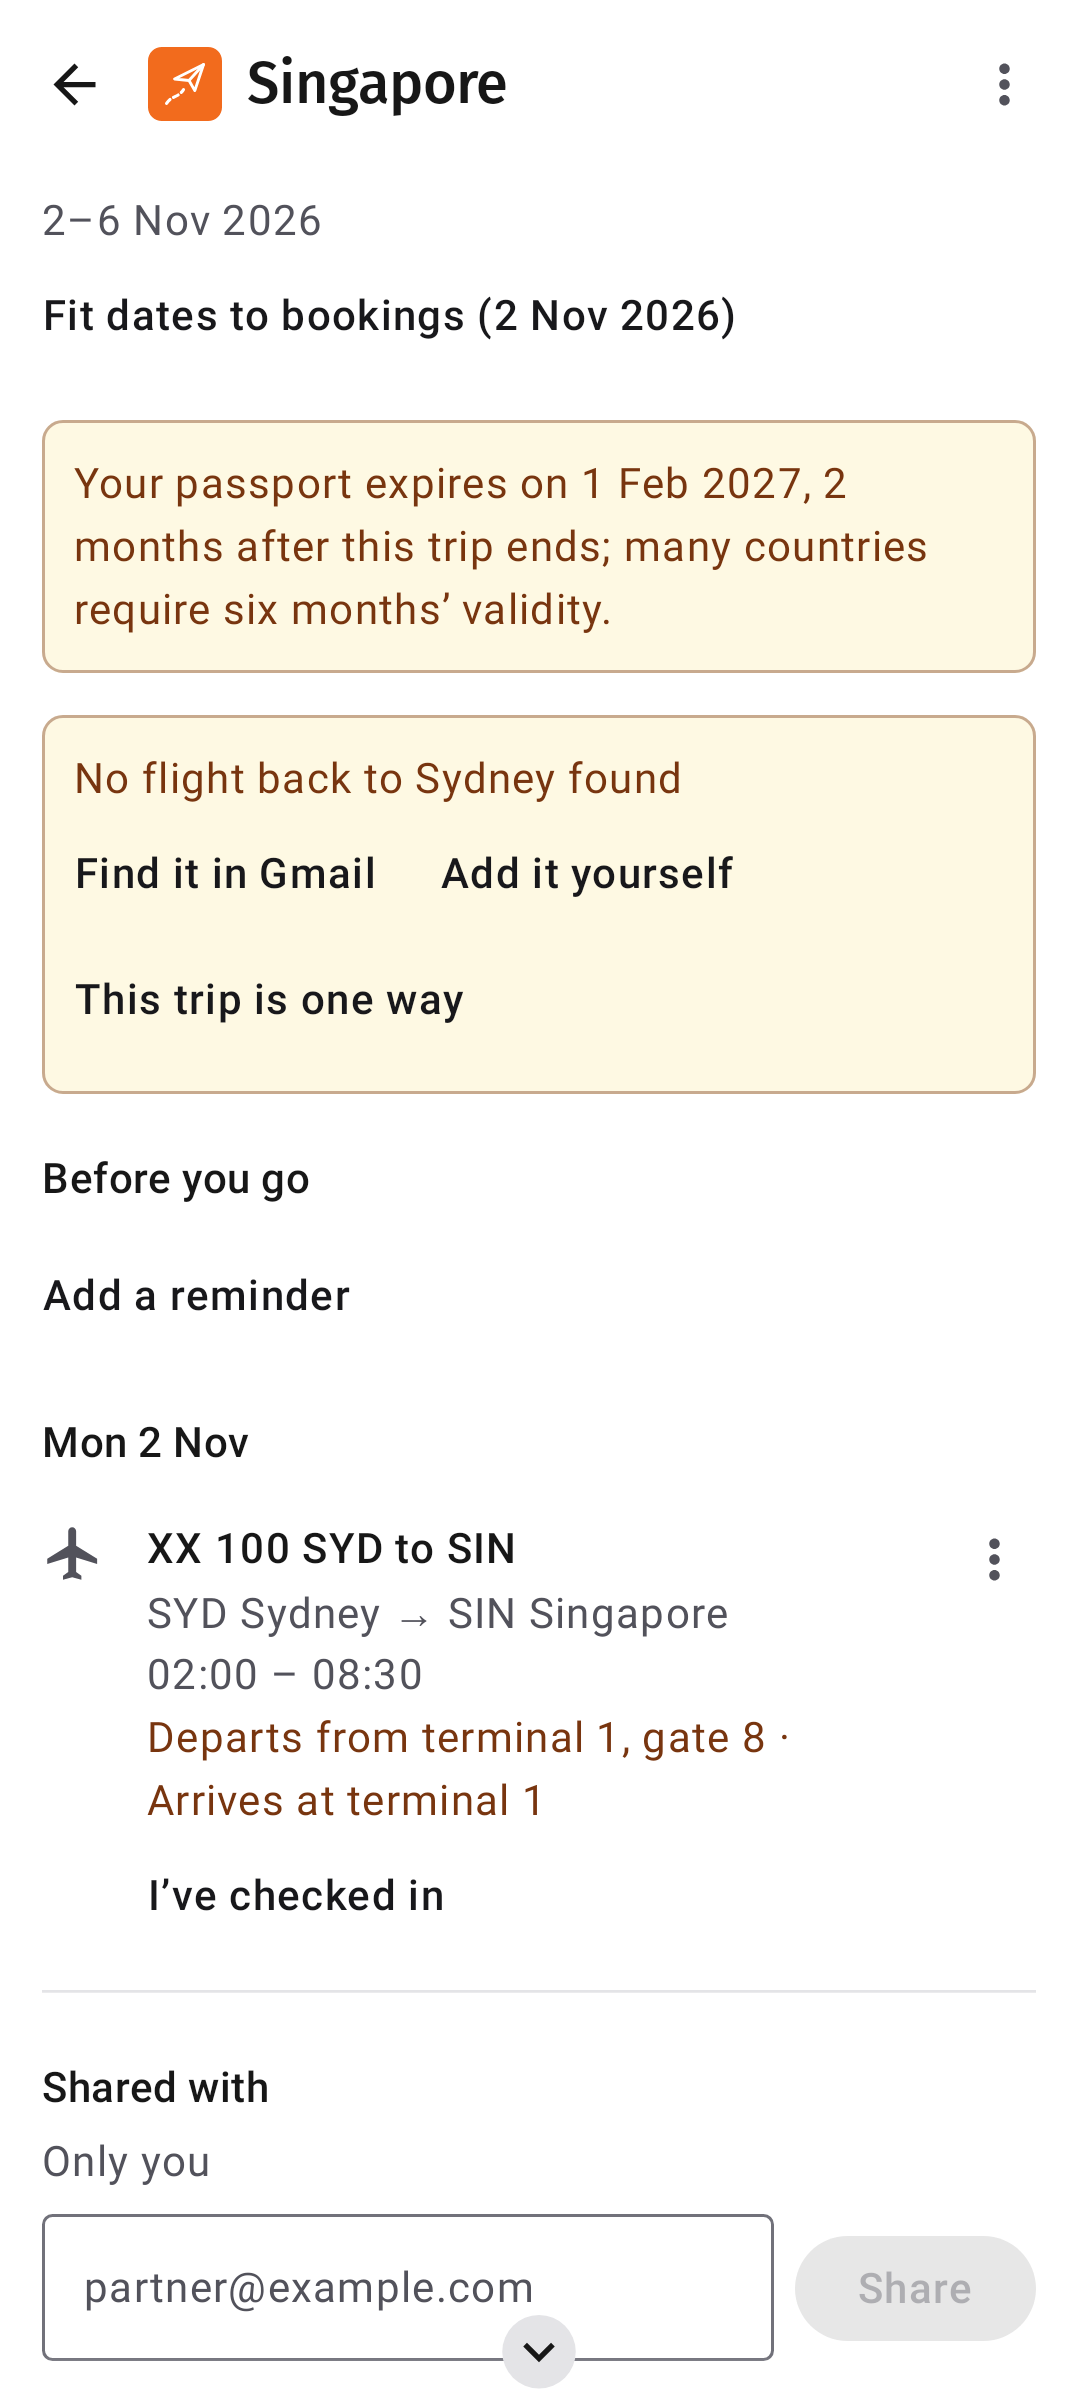 Singapore
2–6 Nov 2026
Fit dates to bookings (2 Nov 2026)
Your passport expires on 1 Feb 2027, 2
months after this trip ends; many countries
require six months’ validity.
No flight back to Sydney found
Find it in Gmail Add it yourself
This trip is one way
Before you go
Add a reminder
Mon 2 Nov
XX 100 SYD to SIN
SYD Sydney → SIN Singapore
02:00 – 08:30
Departs from terminal 1, gate 8 ·
Arrives at terminal 1
I’ve checked in
Shared with
Only you
partner@example.com
Share